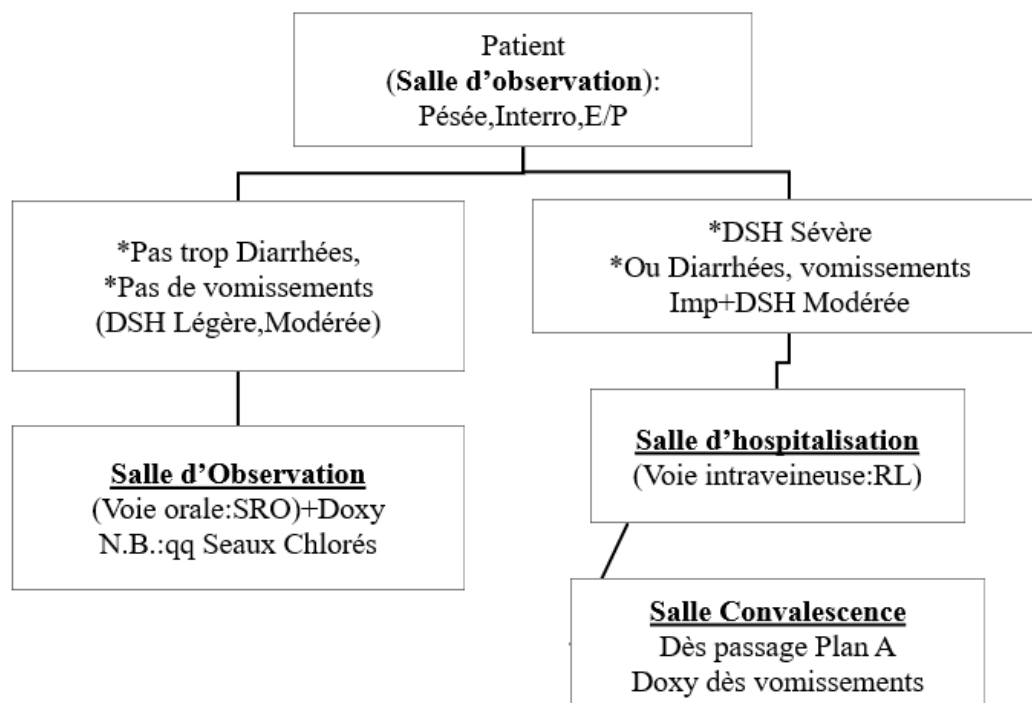 Patient
(Salle d’observation):
Pésée,Interro,E/P
*Pas trop Diarrhées,
*Pas de vomissements
(DSH Légère,Modérée)
*DSH Sévère
*Ou Diarrhées, vomissements
Imp+DSH Modérée
Salle d’Observation
(Voie orale:SRO)+Doxy
N.B.:qq Seaux Chlorés
Salle d’hospitalisation
(Voie intraveineuse:RL)
Salle Convalescence
Dès passage Plan A
Doxy dès vomissements